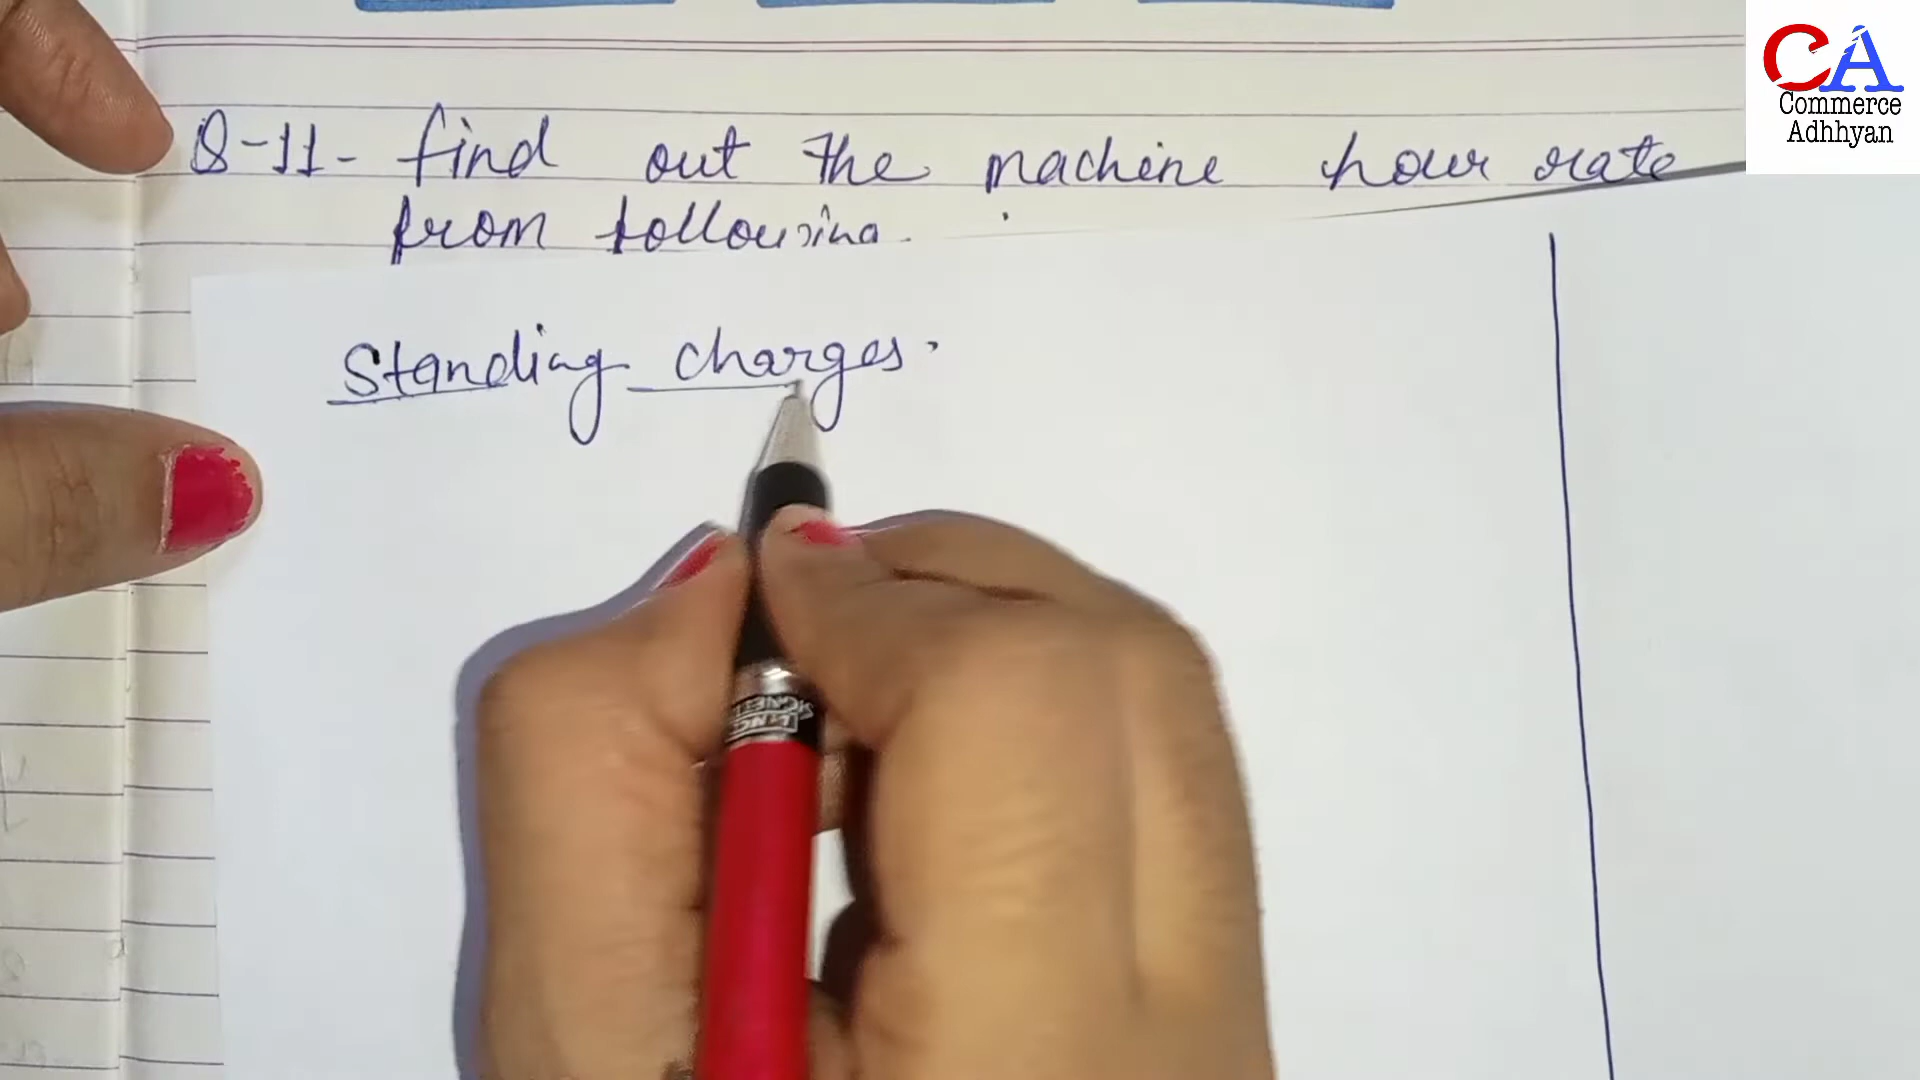 Q-11- find out the machine hour rate
from following.
Standing charges.
CA
Commerce
Adhhyan